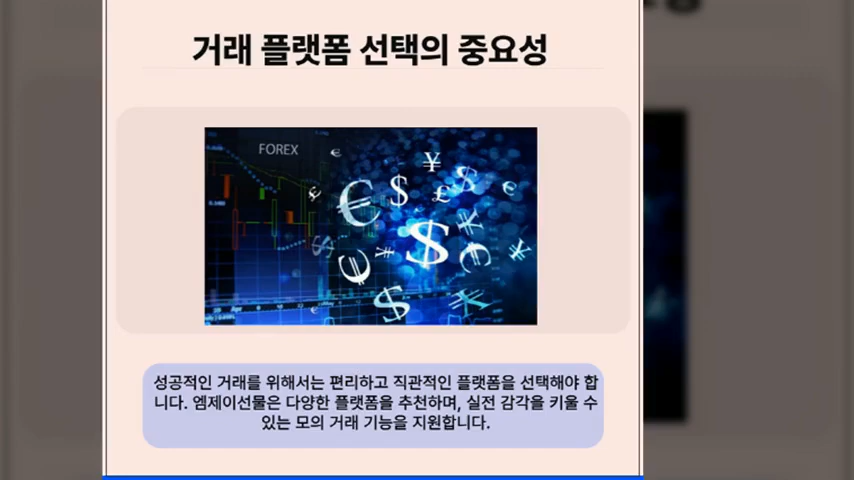 거래 플랫폼 선택의 중요성
FOREX
성공적인 거래를 위해서는 편리하고 직관적인 플랫폼을 선택해야 합
니다. 엠제이선물은 다양한 플랫폼을 추천하며, 실전 감각을 키울 수
있는 모의 거래 기능을 지원합니다.